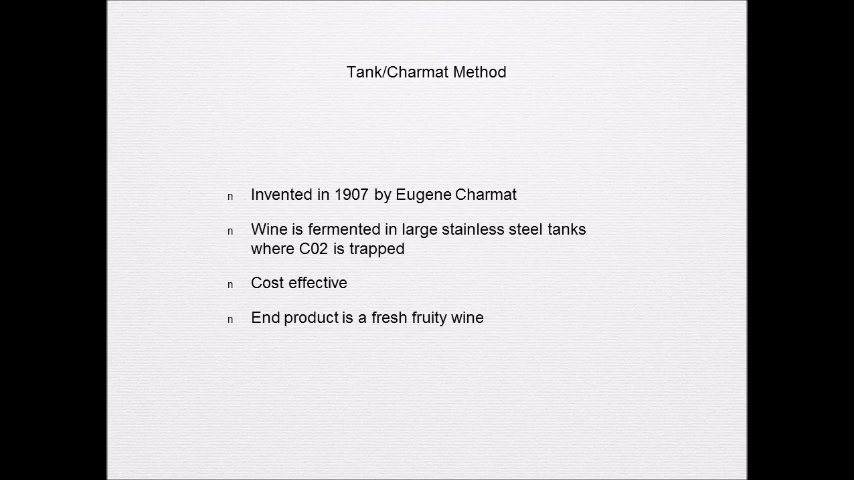 Tank/Charmat Method
n Invented in 1907 by Eugene Charmat
n Wine is fermented in large stainless steel tanks
where C02 is trapped
n Cost effective
n End product is a fresh fruity wine